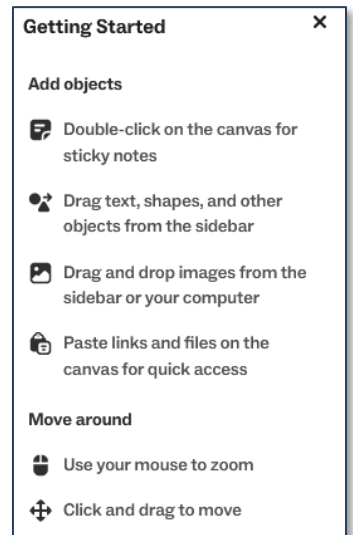 Getting Started
Add objects
Double-click on the canvas for
sticky notes
Drag text, shapes, and other
objects from the sidebar
Drag and drop images from the
sidebar or your computer
Paste links and files on the
canvas for quick access
Move around
Use your mouse to zoom
Click and drag to move